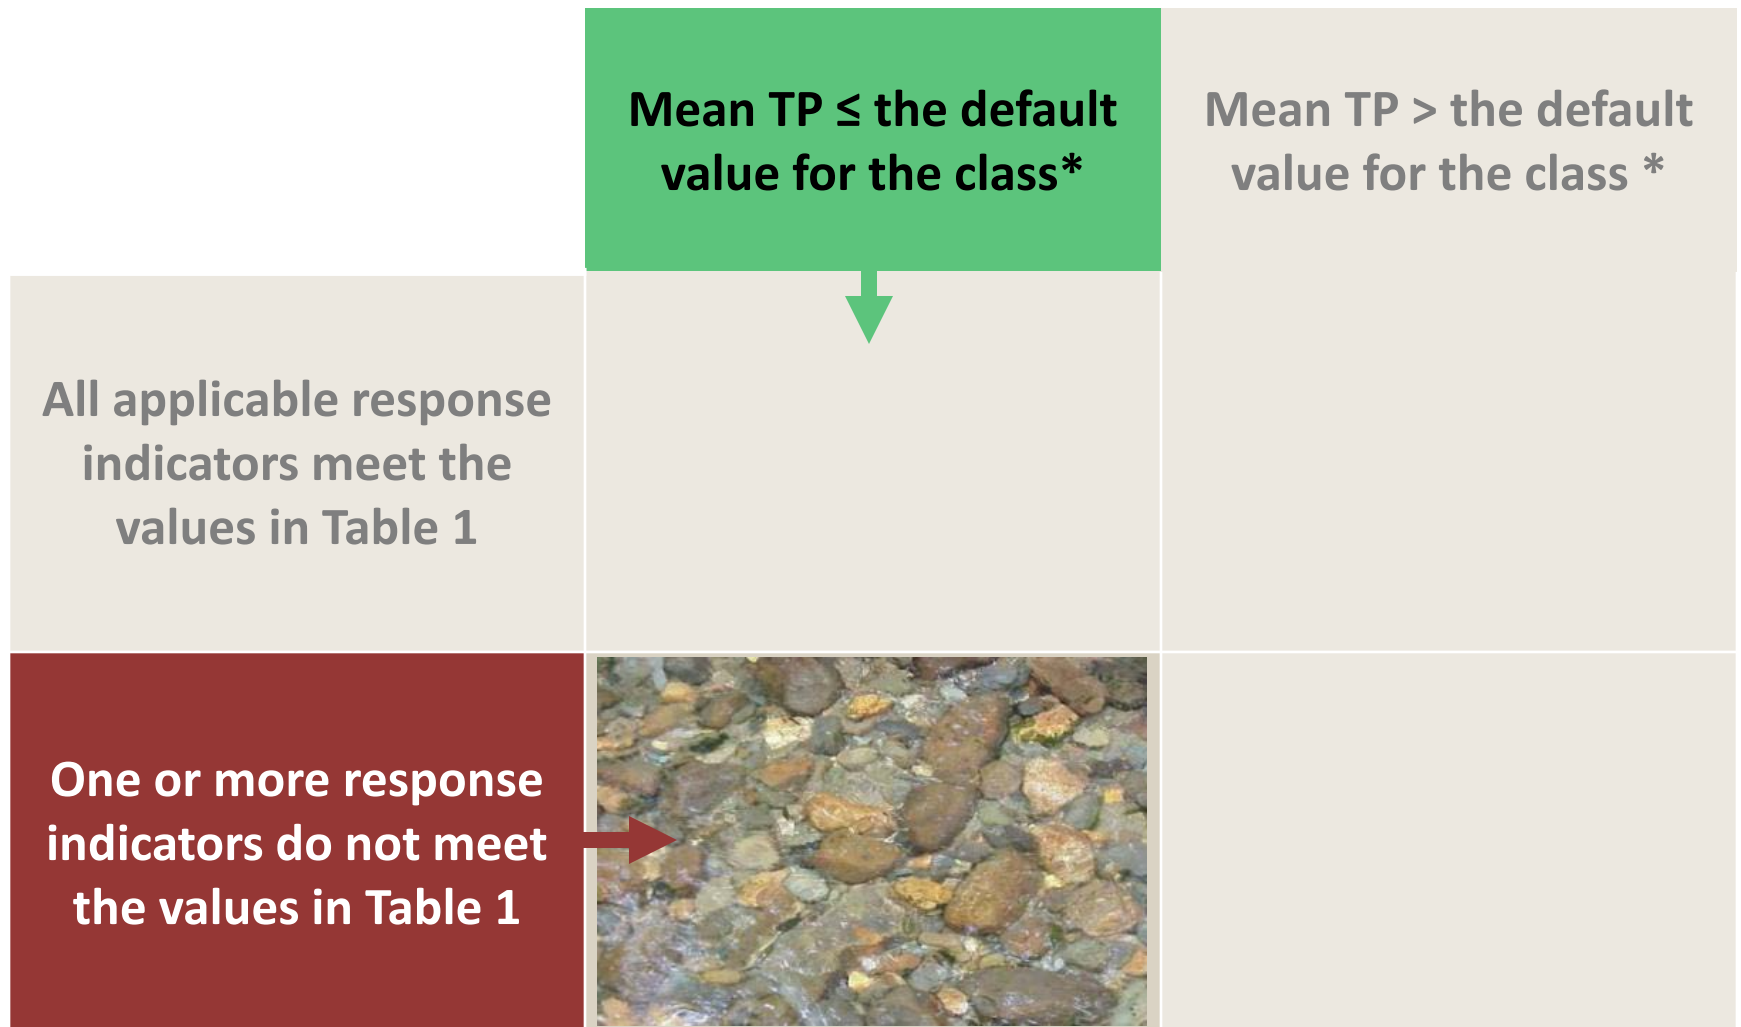 Mean TP ≤ the default
value for the class*
Mean TP > the default
value for the class *
All applicable response
indicators meet the
values in Table 1
One or more response
indicators do not meet
the values in Table 1